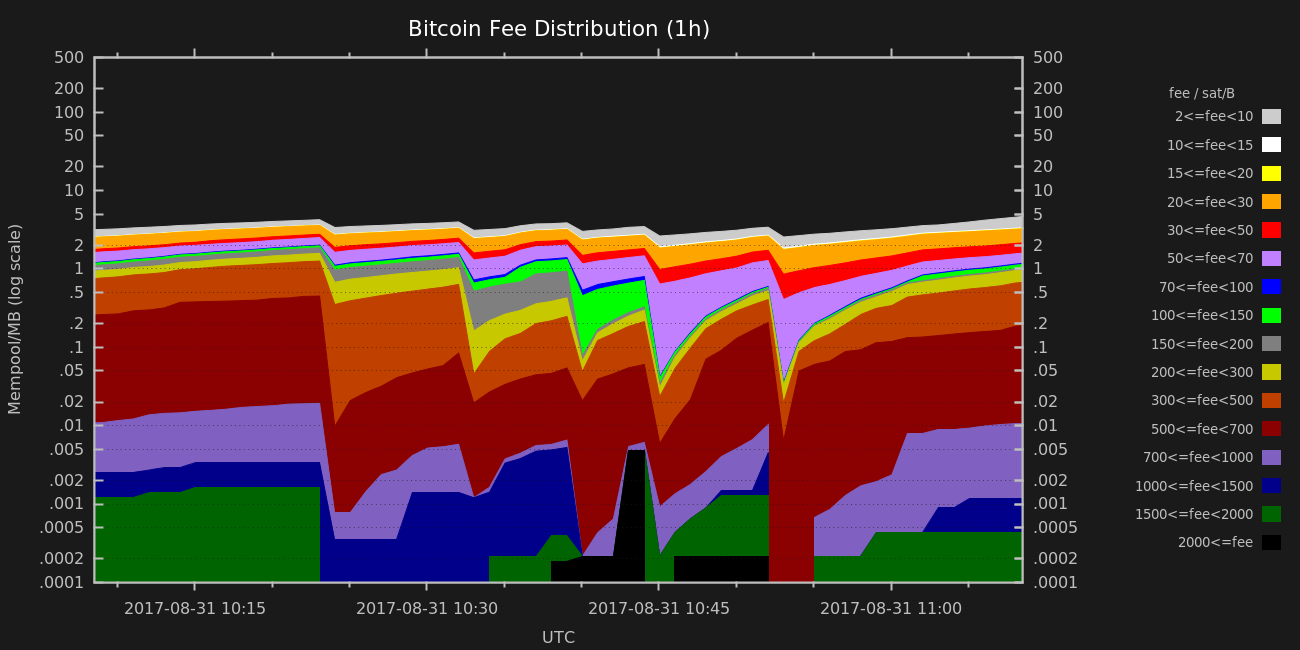 Bitcoin Fee Distribution (1h)
500
200
100
50
20
10
5
2
1
.5
.2
.1
.05
.02
.01
.005
.002
.001
.0005
.0002
.0001
Mempool/MB (log scale)
500
200
100
50
20
10
5
2
1
.5
.2
.1
.05
.02
.01
.005
.002
.001
.0005
.0002
.0001
2017-08-31 10:15
2017-08-31 10:30
2017-08-31 10:45
2017-08-31 11:00
UTC
fee / sat/B
2<=fee<10
10<=fee<15
15<=fee<20
20<=fee<30
30<=fee<50
50<=fee<70
70<=fee<100
100<=fee<150
150<=fee<200
200<=fee<300
300<=fee<500
500<=fee<700
700<=fee<1000
1000<=fee<1500
1500<=fee<2000
2000<=fee